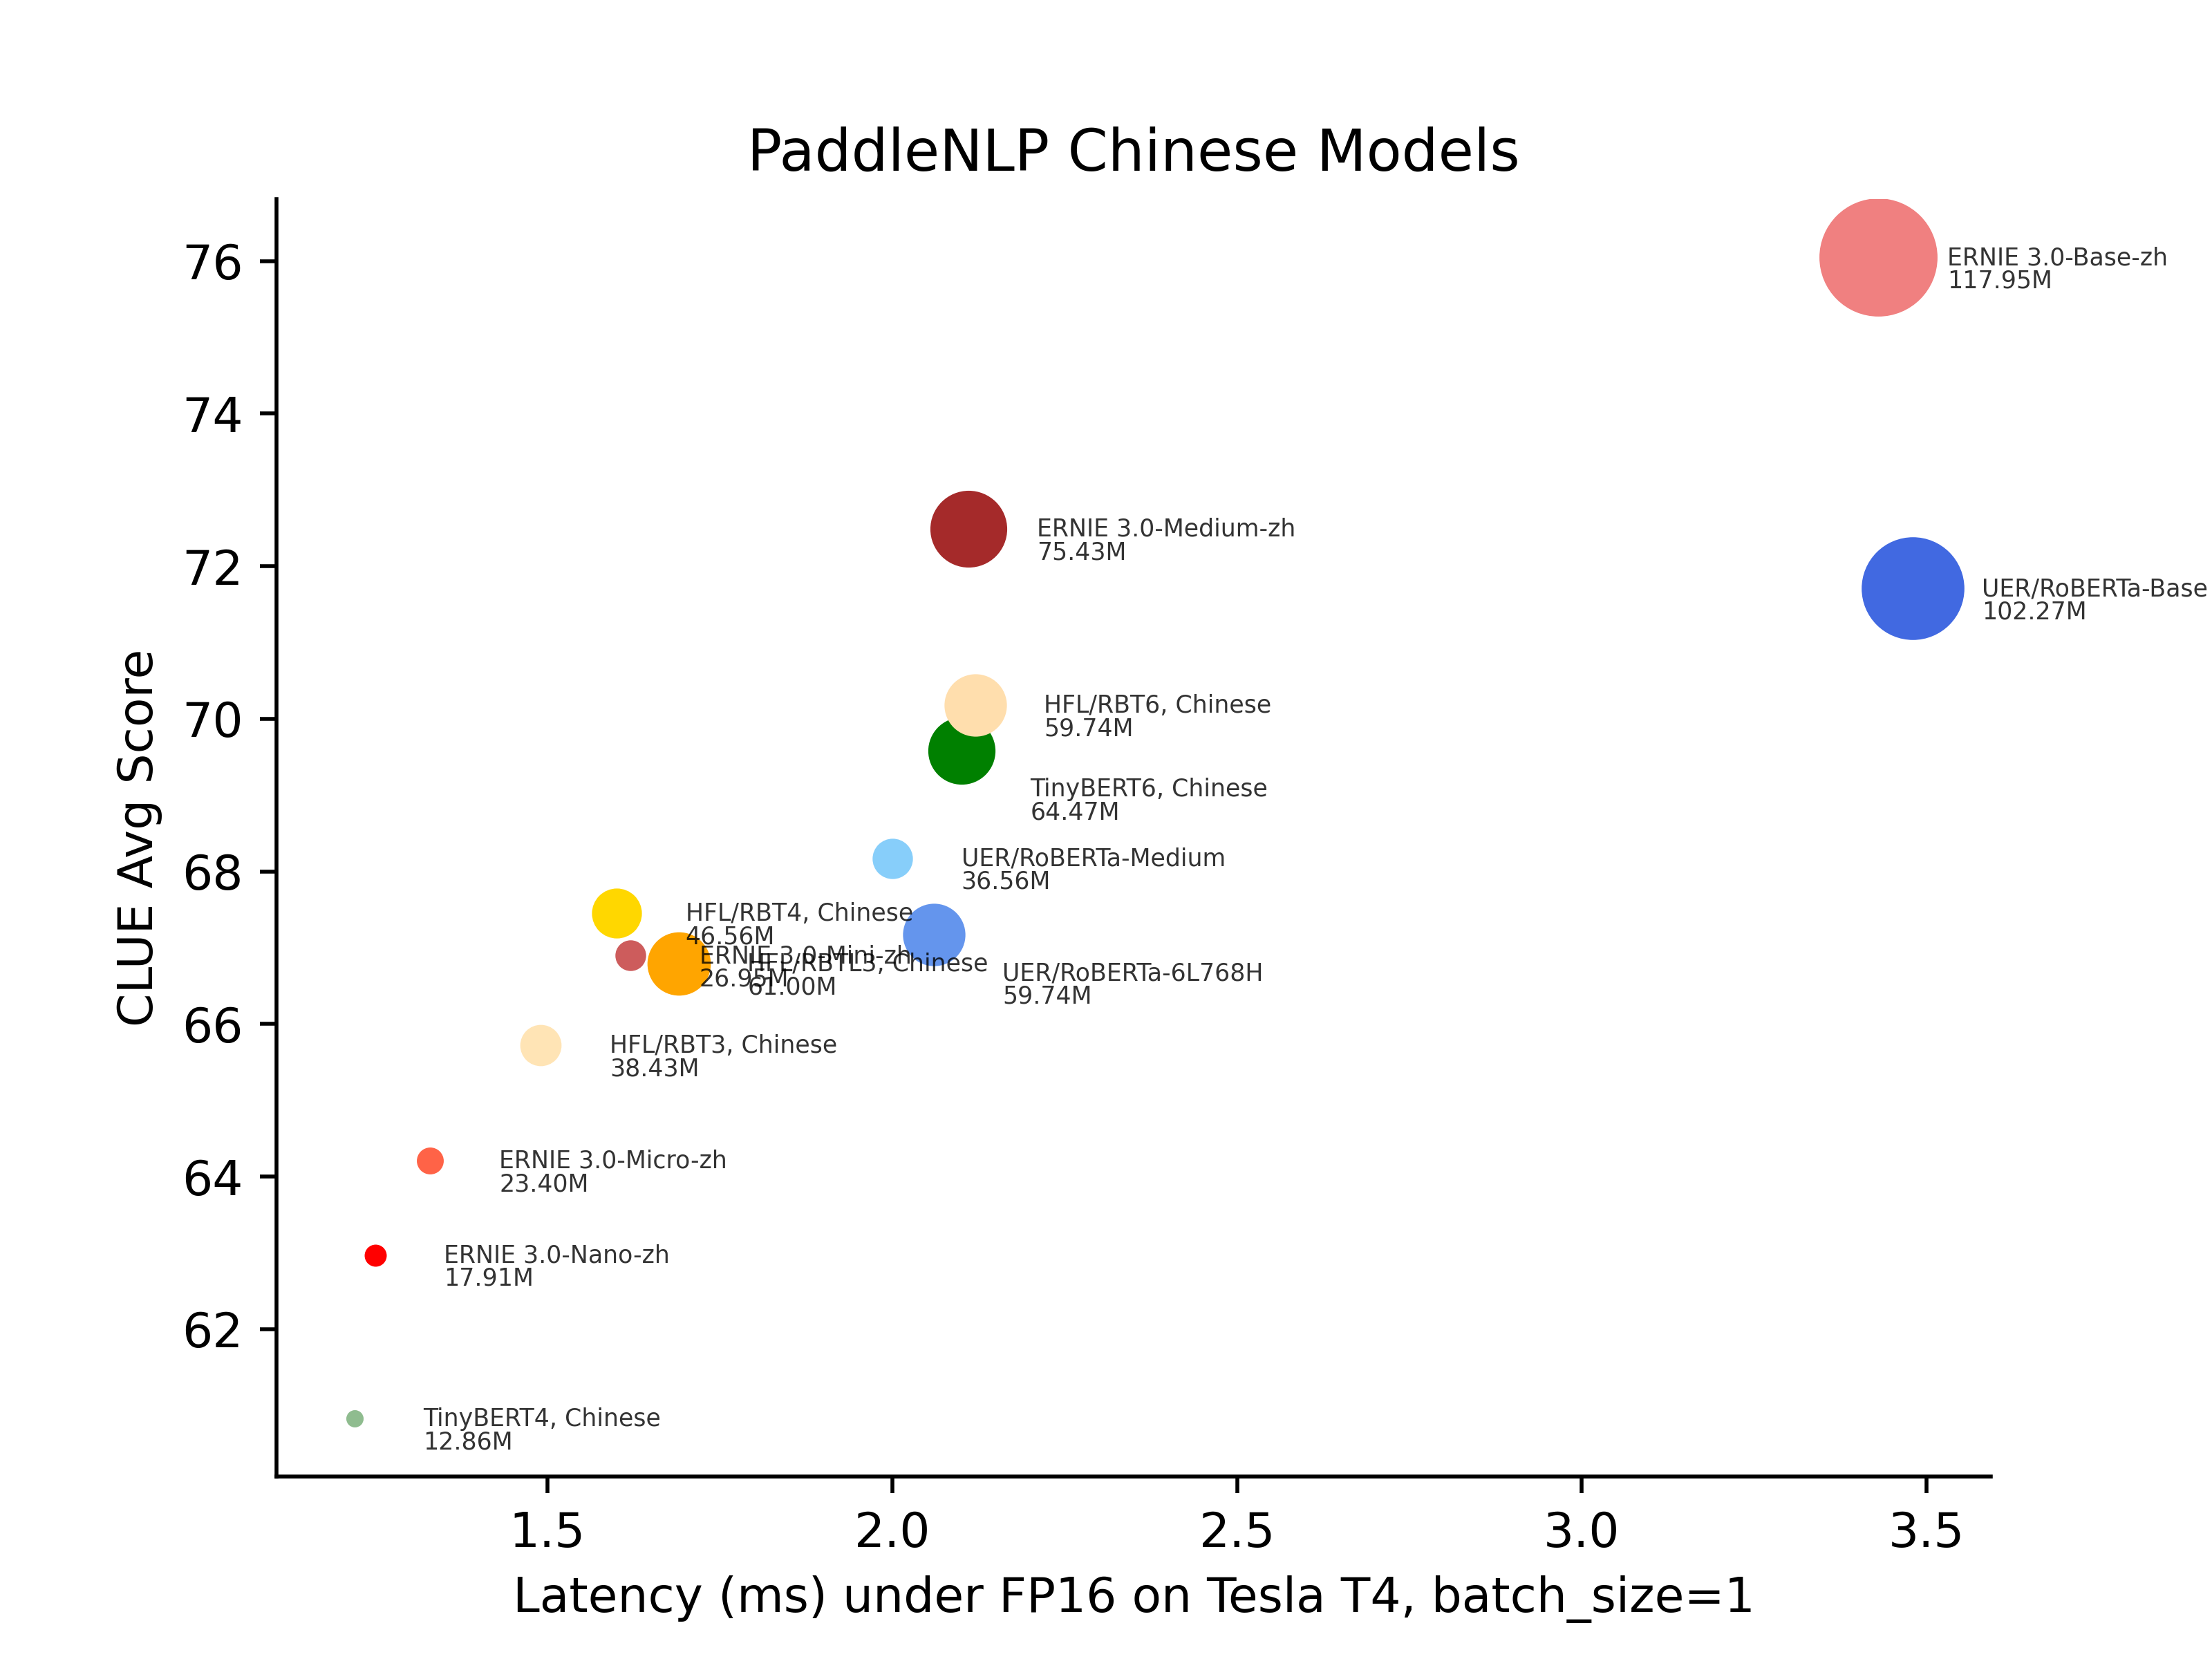 PaddleNLP Chinese Models
76
74
72
70
68
66
64
62
CLUE Avg Score
ERNIE 3.0-Base-zh
117.95M
ERNIE 3.0-Medium-zh
75.43M
UER/RoBERTa-Base
102.27M
HFL/RBT6, Chinese
59.74M
TinyBERT6, Chinese
64.47M
UER/RoBERTa-Medium
36.56M
HFL/RBT4, Chinese
46.56M
ERNIE 3.0-Mini-zh
26.95M
HFL/RBTL3, Chinese
61.00M
UER/RoBERTa-6L768H
59.74M
HFL/RBT3, Chinese
38.43M
ERNIE 3.0-Micro-zh
23.40M
ERNIE 3.0-Nano-zh
17.91M
TinyBERT4, Chinese
12.86M
1.5 2.0 2.5 3.0 3.5
Latency (ms) under FP16 on Tesla T4, batch_size=1